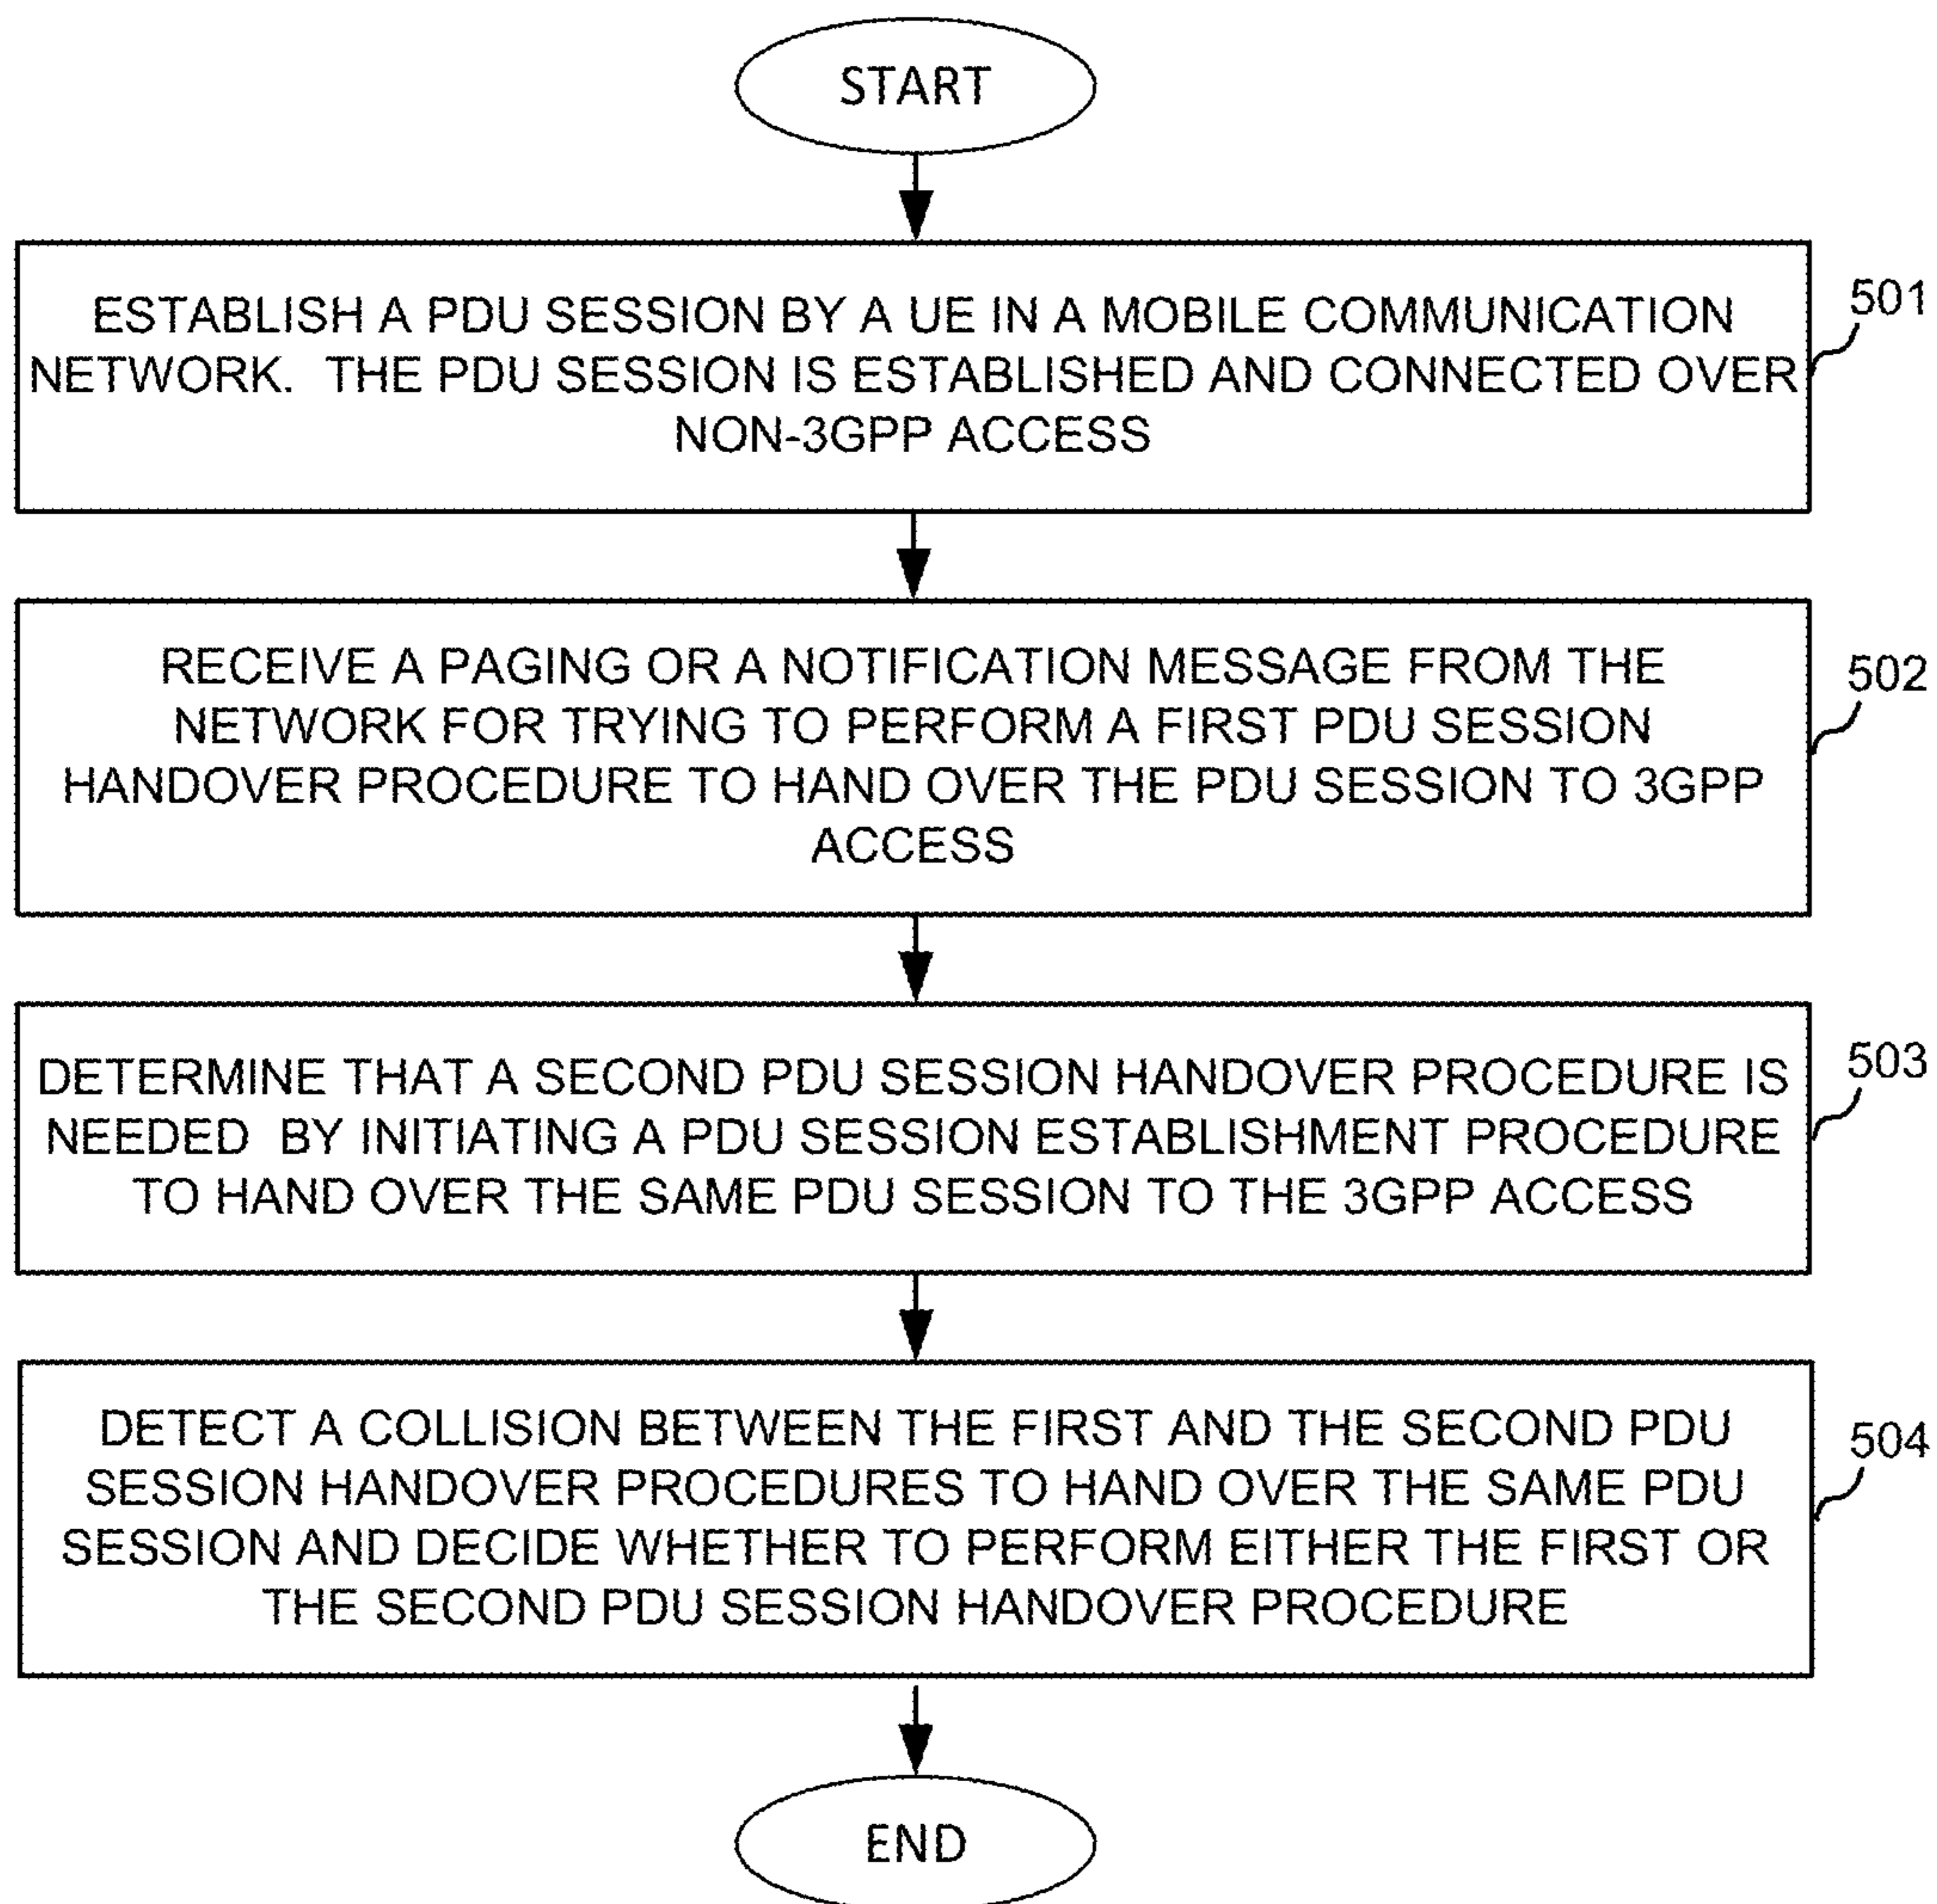 START
ESTABLISH A PDU SESSION BY A UE IN A MOBILE COMMUNICATION
NETWORK.  THE PDU SESSION IS ESTABLISHED AND CONNECTED OVER
NON-3GPP ACCESS
501
RECEIVE A PAGING OR A NOTIFICATION MESSAGE FROM THE
NETWORK FOR TRYING TO PERFORM A FIRST PDU SESSION
HANDOVER PROCEDURE TO HAND OVER THE PDU SESSION TO 3GPP
ACCESS
502
DETERMINE THAT A SECOND PDU SESSION HANDOVER PROCEDURE IS
NEEDED  BY INITIATING A PDU SESSION ESTABLISHMENT PROCEDURE
TO HAND OVER THE SAME PDU SESSION TO THE 3GPP ACCESS
503
DETECT A COLLISION BETWEEN THE FIRST AND THE SECOND PDU
SESSION HANDOVER PROCEDURES TO HAND OVER THE SAME PDU
SESSION AND DECIDE WHETHER TO PERFORM EITHER THE FIRST OR
THE SECOND PDU SESSION HANDOVER PROCEDURE
504
END